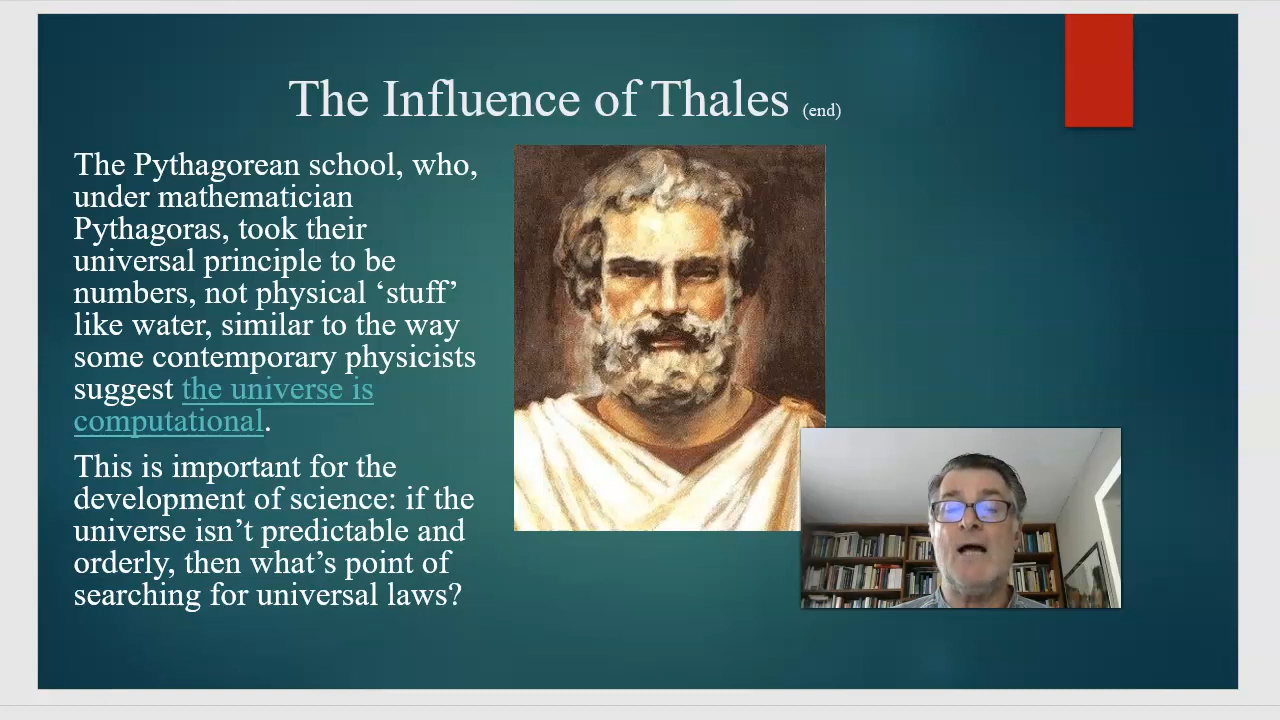 The Influence of Thales (end)
The Pythagorean school, who,
under mathematician
Pythagoras, took their
universal principle to be
numbers, not physical ‘stuff’
like water, similar to the way
some contemporary physicists
suggest the universe is
computational.
This is important for the
development of science: if the
universe isn’t predictable and
orderly, then what’s point of
searching for universal laws?